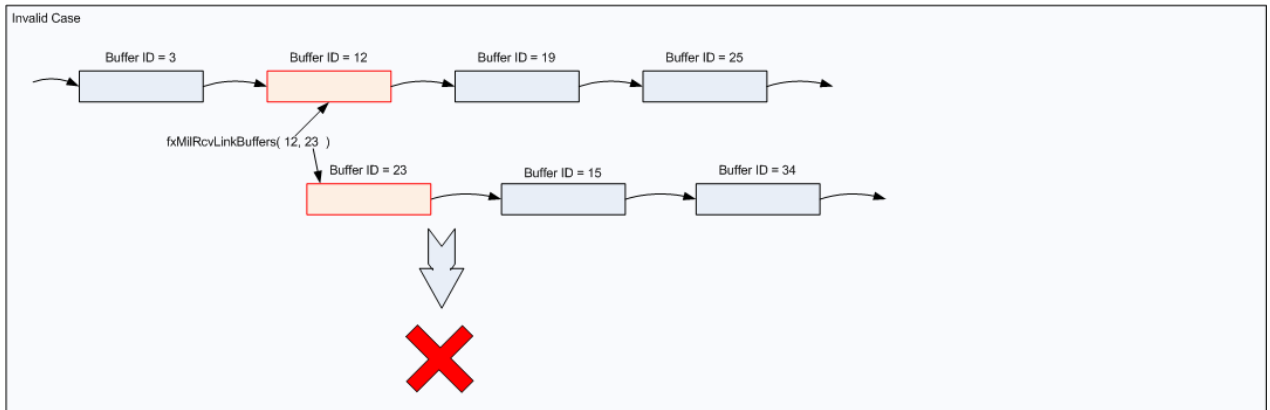 Invalid Case
Buffer ID = 3
Buffer ID = 12
Buffer ID = 19
Buffer ID = 25
fxMilRcvLinkBuffers( 12, 23  )
Buffer ID = 23
Buffer ID = 15
Buffer ID = 34